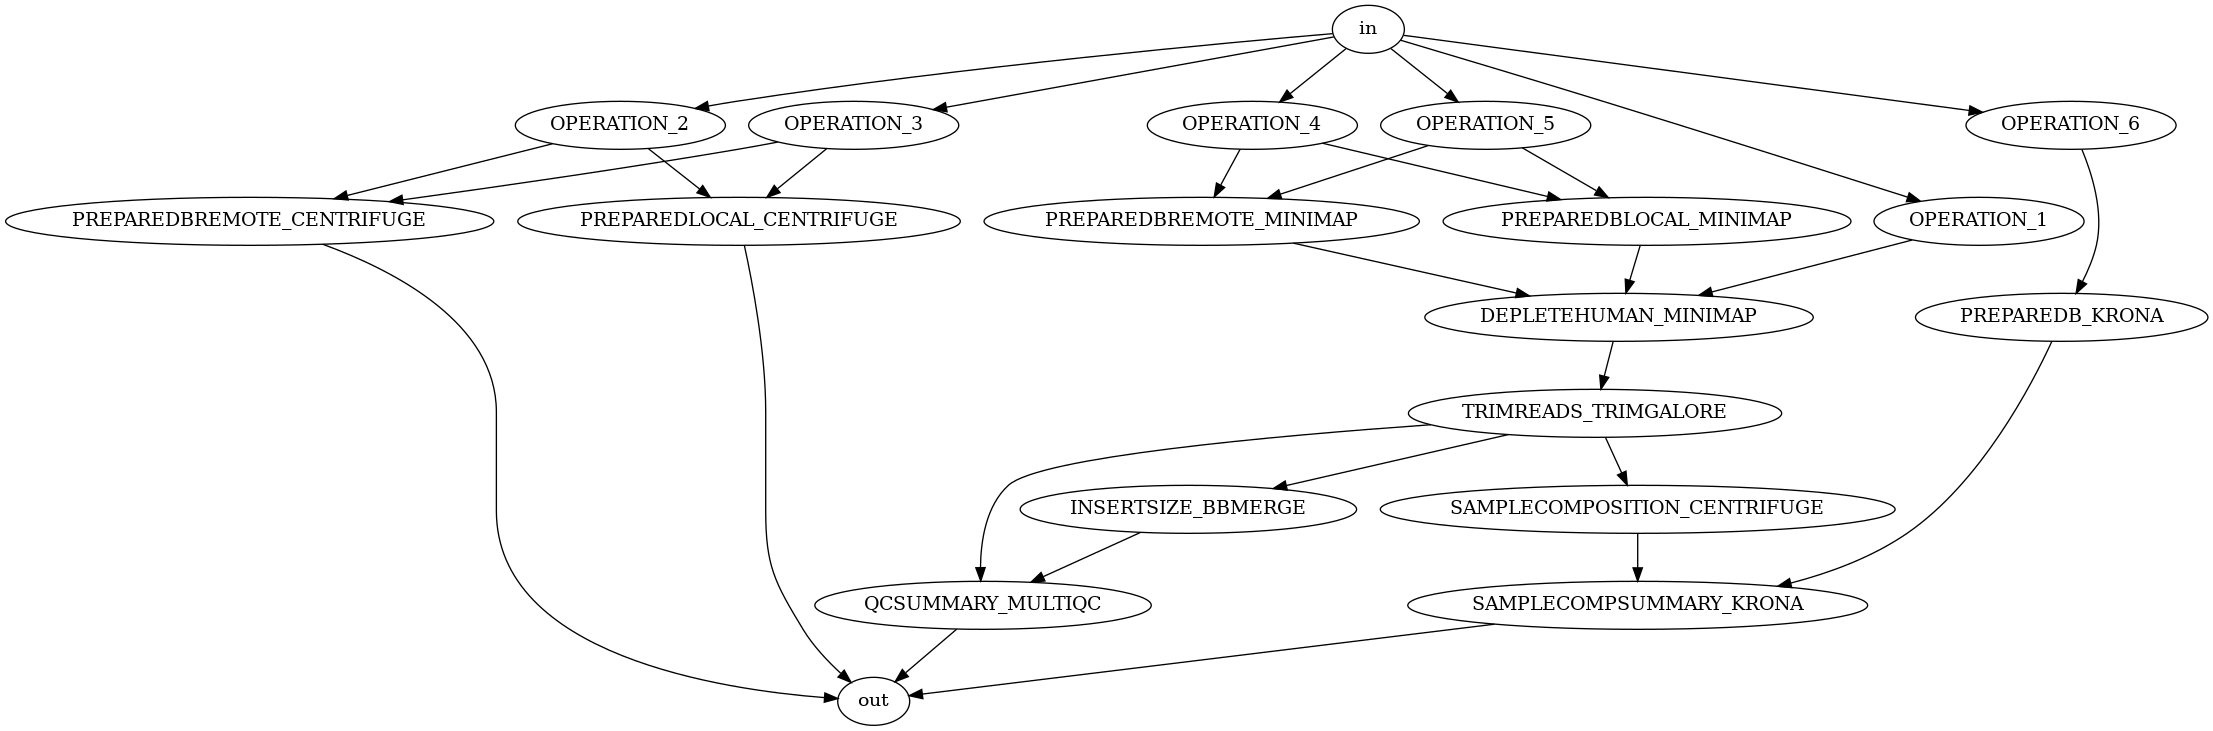 in
OPERATION_2
OPERATION_3
OPERATION_4
OPERATION_5
OPERATION_6
PREPAREDBREMOTE_CENTRIFUGE
PREPAREDLOCAL_CENTRIFUGE
PREPAREDBREMOTE_MINIMAP
PREPAREDBLOCAL_MINIMAP
OPERATION_1
DEPLETEHUMAN_MINIMAP
PREPAREDB_KRONA
TRIMREADS_TRIMGALORE
INSERTSIZE_BBMERGE
SAMPLECOMPOSITION_CENTRIFUGE
QCSUMMARY_MULTIQC
SAMPLECOMPSUMMARY_KRONA
out